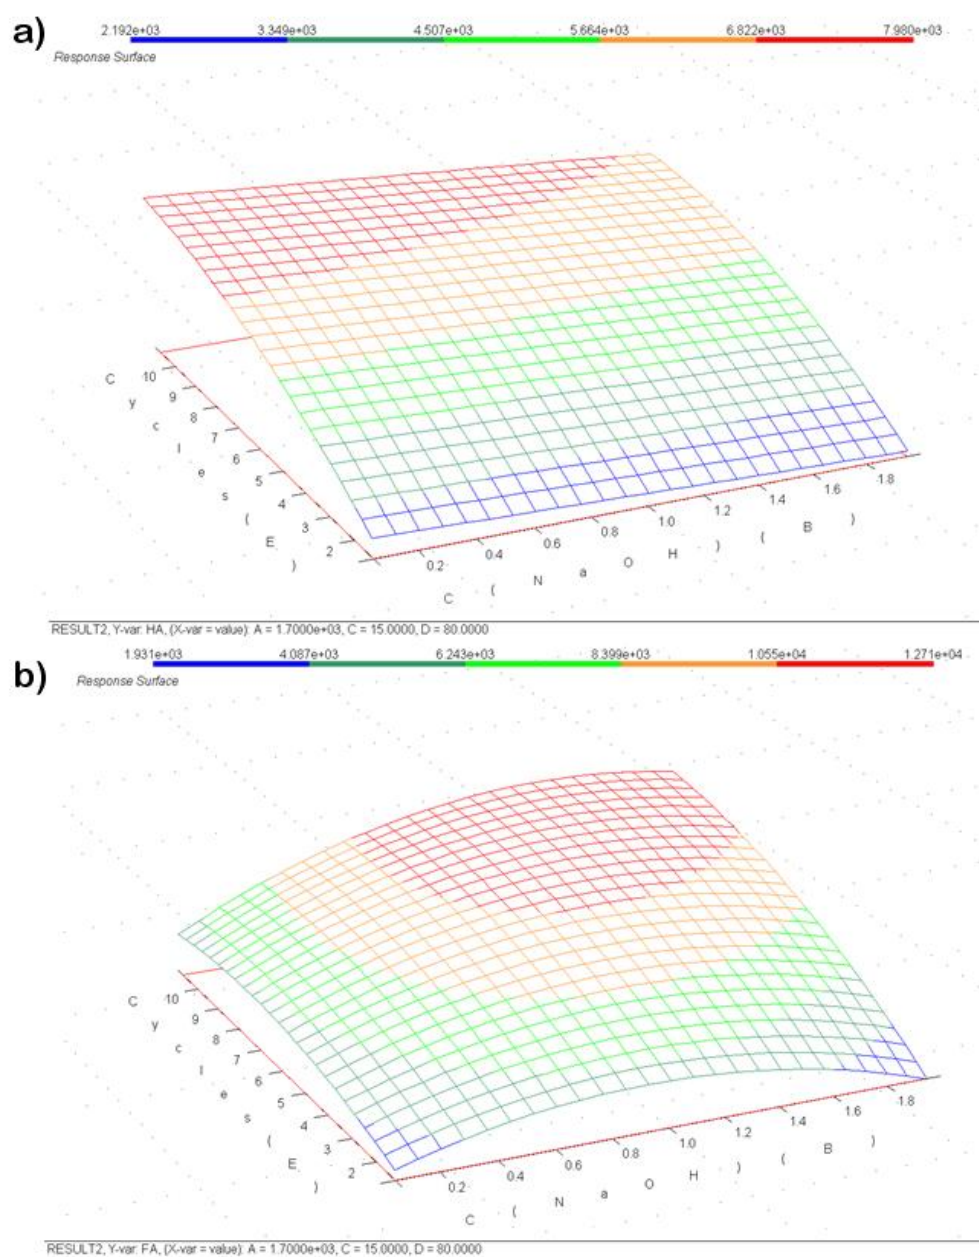 a)
2.192e+03 3.349e+03 4.507e+03 5.664e+03 6.822e+03 7.980e+03
Response Surface
10
9
8
7
6
5
4
3
2
Cycles (E)
0.2 0.4 0.6 0.8 1.0 1.2 1.4 1.6 1.8
C (NaOH) (B)
RESULT2, Y-var: HA, (X-var = value): A = 1.7000e+03, C = 15.0000, D = 80.0000
b)
1.931e+03 4.087e+03 6.243e+03 8.399e+03 1.055e+04 1.271e+04
Response Surface
10
9
8
7
6
5
4
3
2
Cycles (E)
0.2 0.4 0.6 0.8 1.0 1.2 1.4 1.6 1.8
C (NaOH) (B)
RESULT2, Y-var: FA, (X-var = value): A = 1.7000e+03, C = 15.0000, D = 80.0000